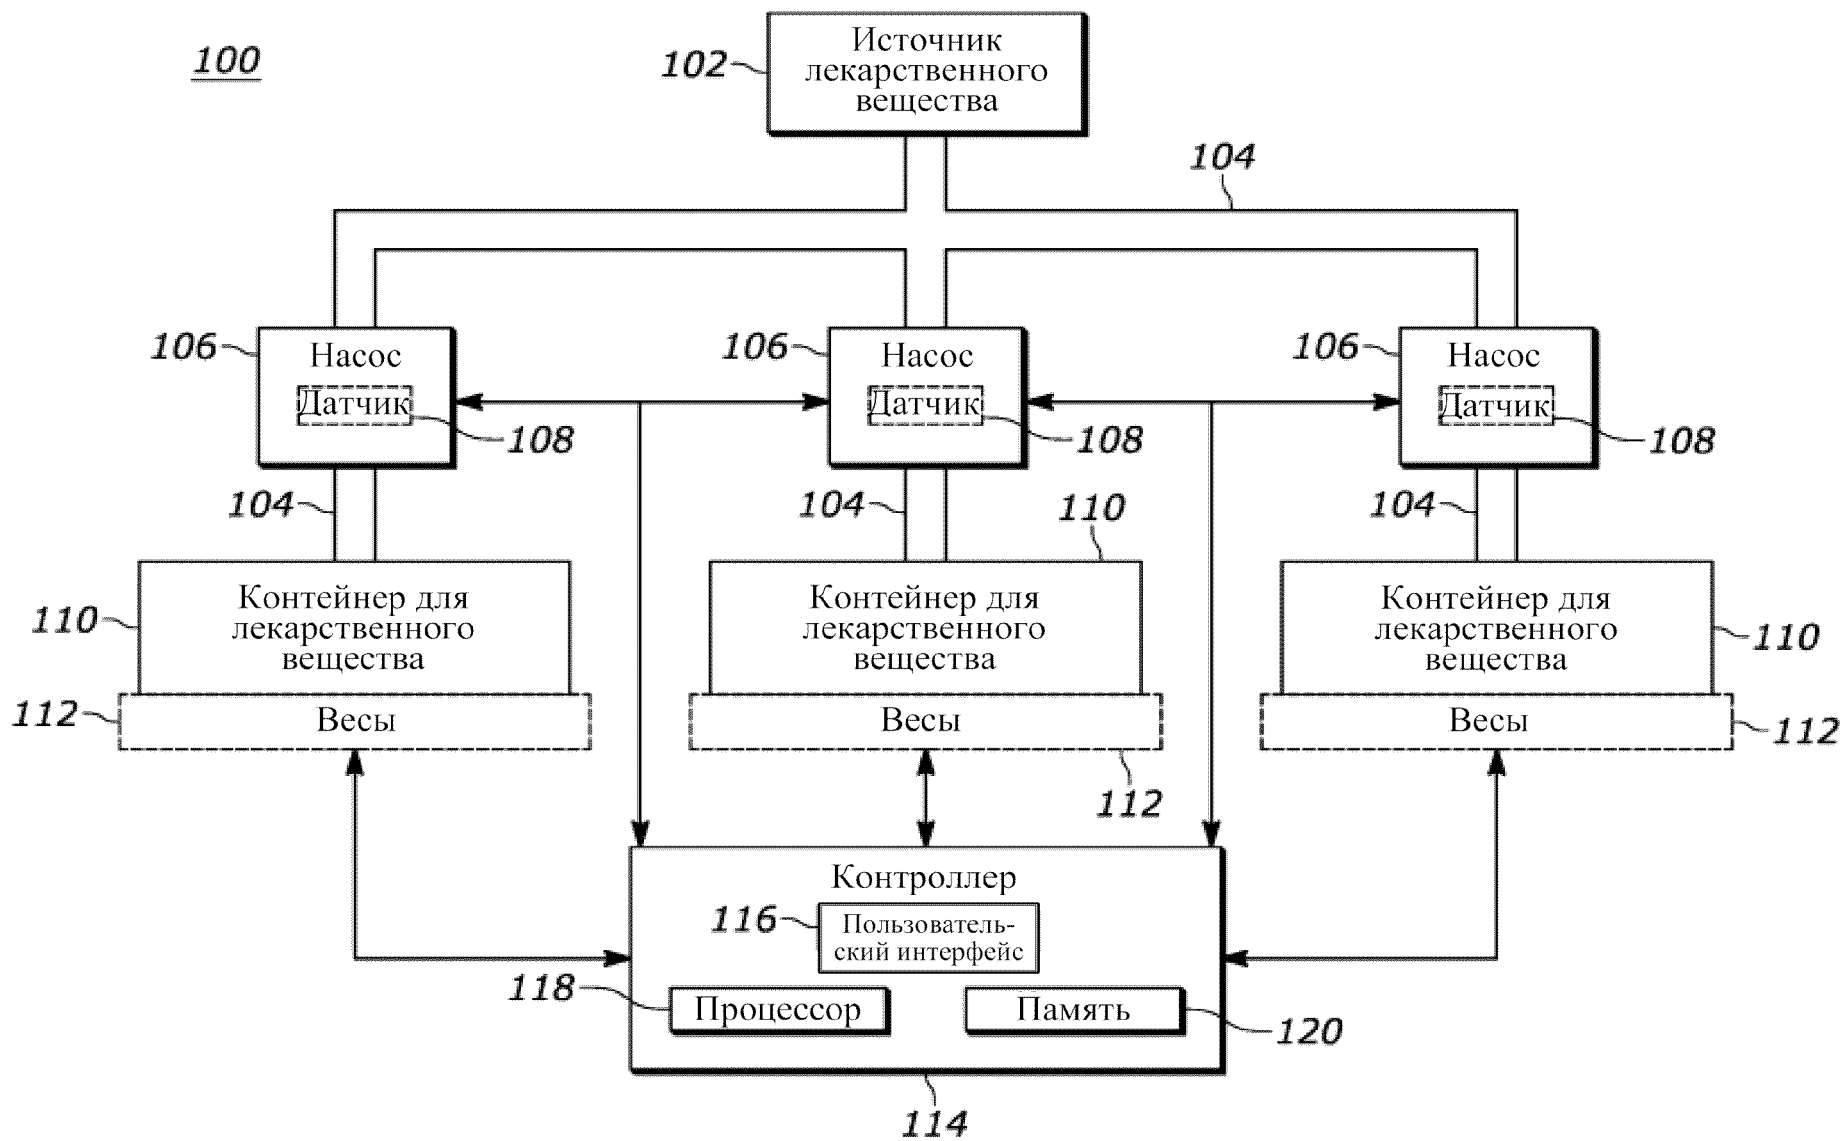 100
102
Источник
лекарственного
вещества
104
106
Насос
Датчик
108
106
Насос
Датчик
108
106
Насос
Датчик
108
104
104
110
104
110
Контейнер для
лекарственного
вещества
Контейнер для
лекарственного
вещества
Контейнер для
лекарственного
вещества
110
112
Весы
Весы
112
Весы
112
Контроллер
116
Пользователь-
ский интерфейс
118
Процессор
Память
120
114